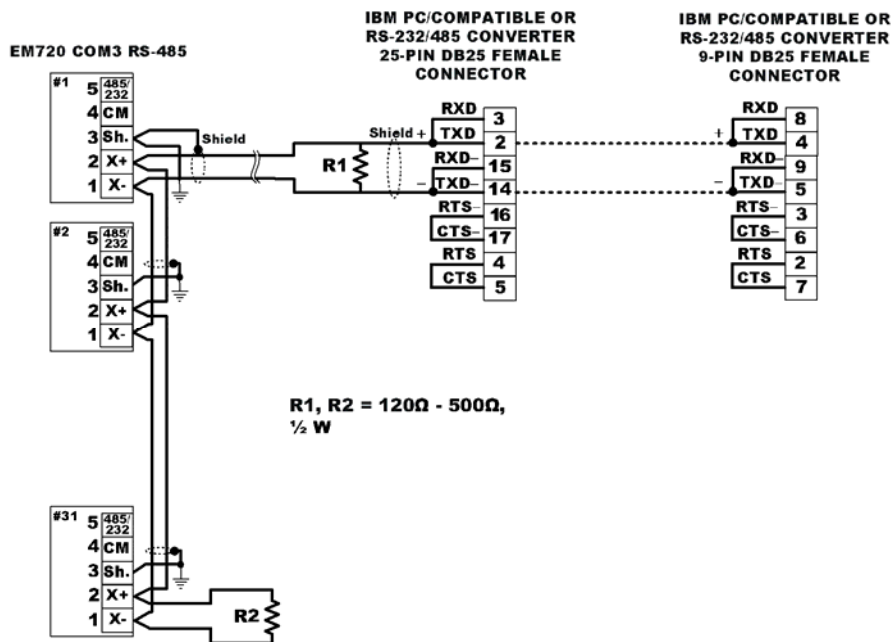 IBM PC/COMPATIBLE OR
RS-232/485 CONVERTER
25-PIN DB25 FEMALE
CONNECTOR
IBM PC/COMPATIBLE OR
RS-232/485 CONVERTER
9-PIN DB25 FEMALE
CONNECTOR
EM720 COM3 RS-485
#1
5 485/
232
4 CM
3 Sh.
2 X+
1 X-
Shield
R1
Shield +
–
RXD 3
TXD 2
RXD– 15
TXD– 14
RTS– 16
CTS– 17
RTS 4
CTS 5
+
–
RXD 8
TXD 4
RXD– 9
TXD– 5
RTS– 3
CTS– 6
RTS 2
CTS 7
#2
5 485/
232
4 CM
3 Sh.
2 X+
1 X-
R1, R2 = 120Ω - 500Ω,
½ W
#31
5 485/
232
4 CM
3 Sh.
2 X+
1 X-
R2